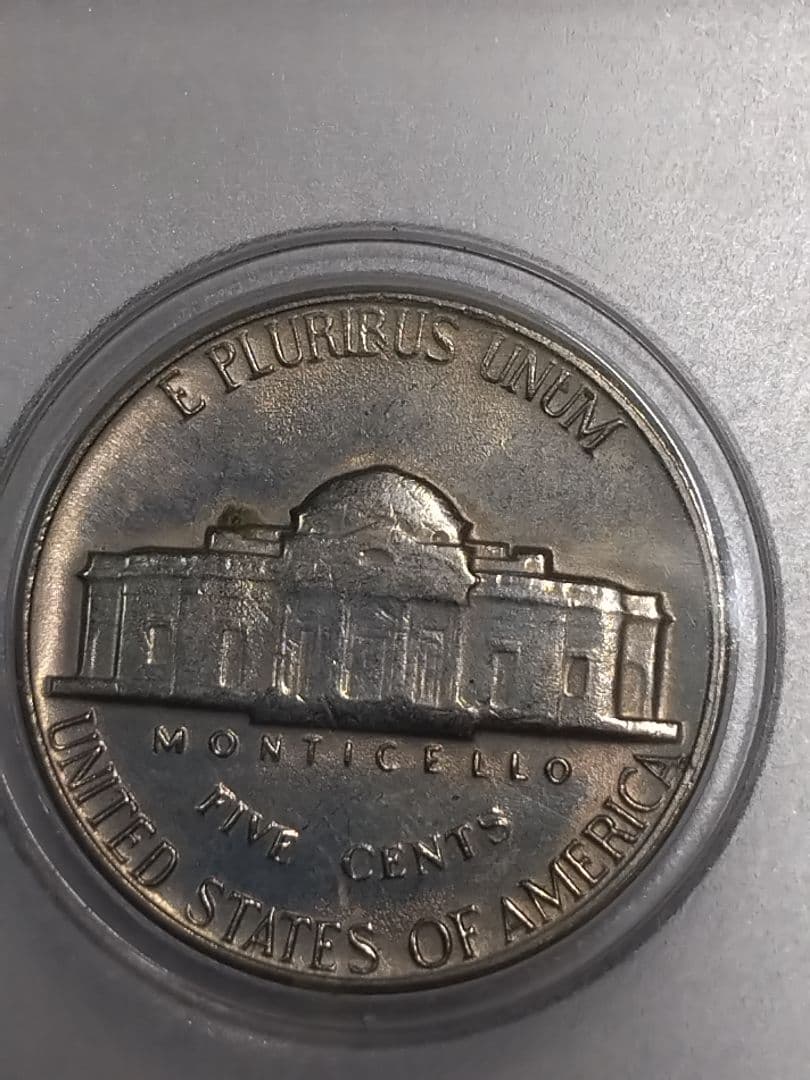 E PLURIBUS UNUM
MONTICELLO
FIVE CENTS
UNITED STATES OF AMERICA